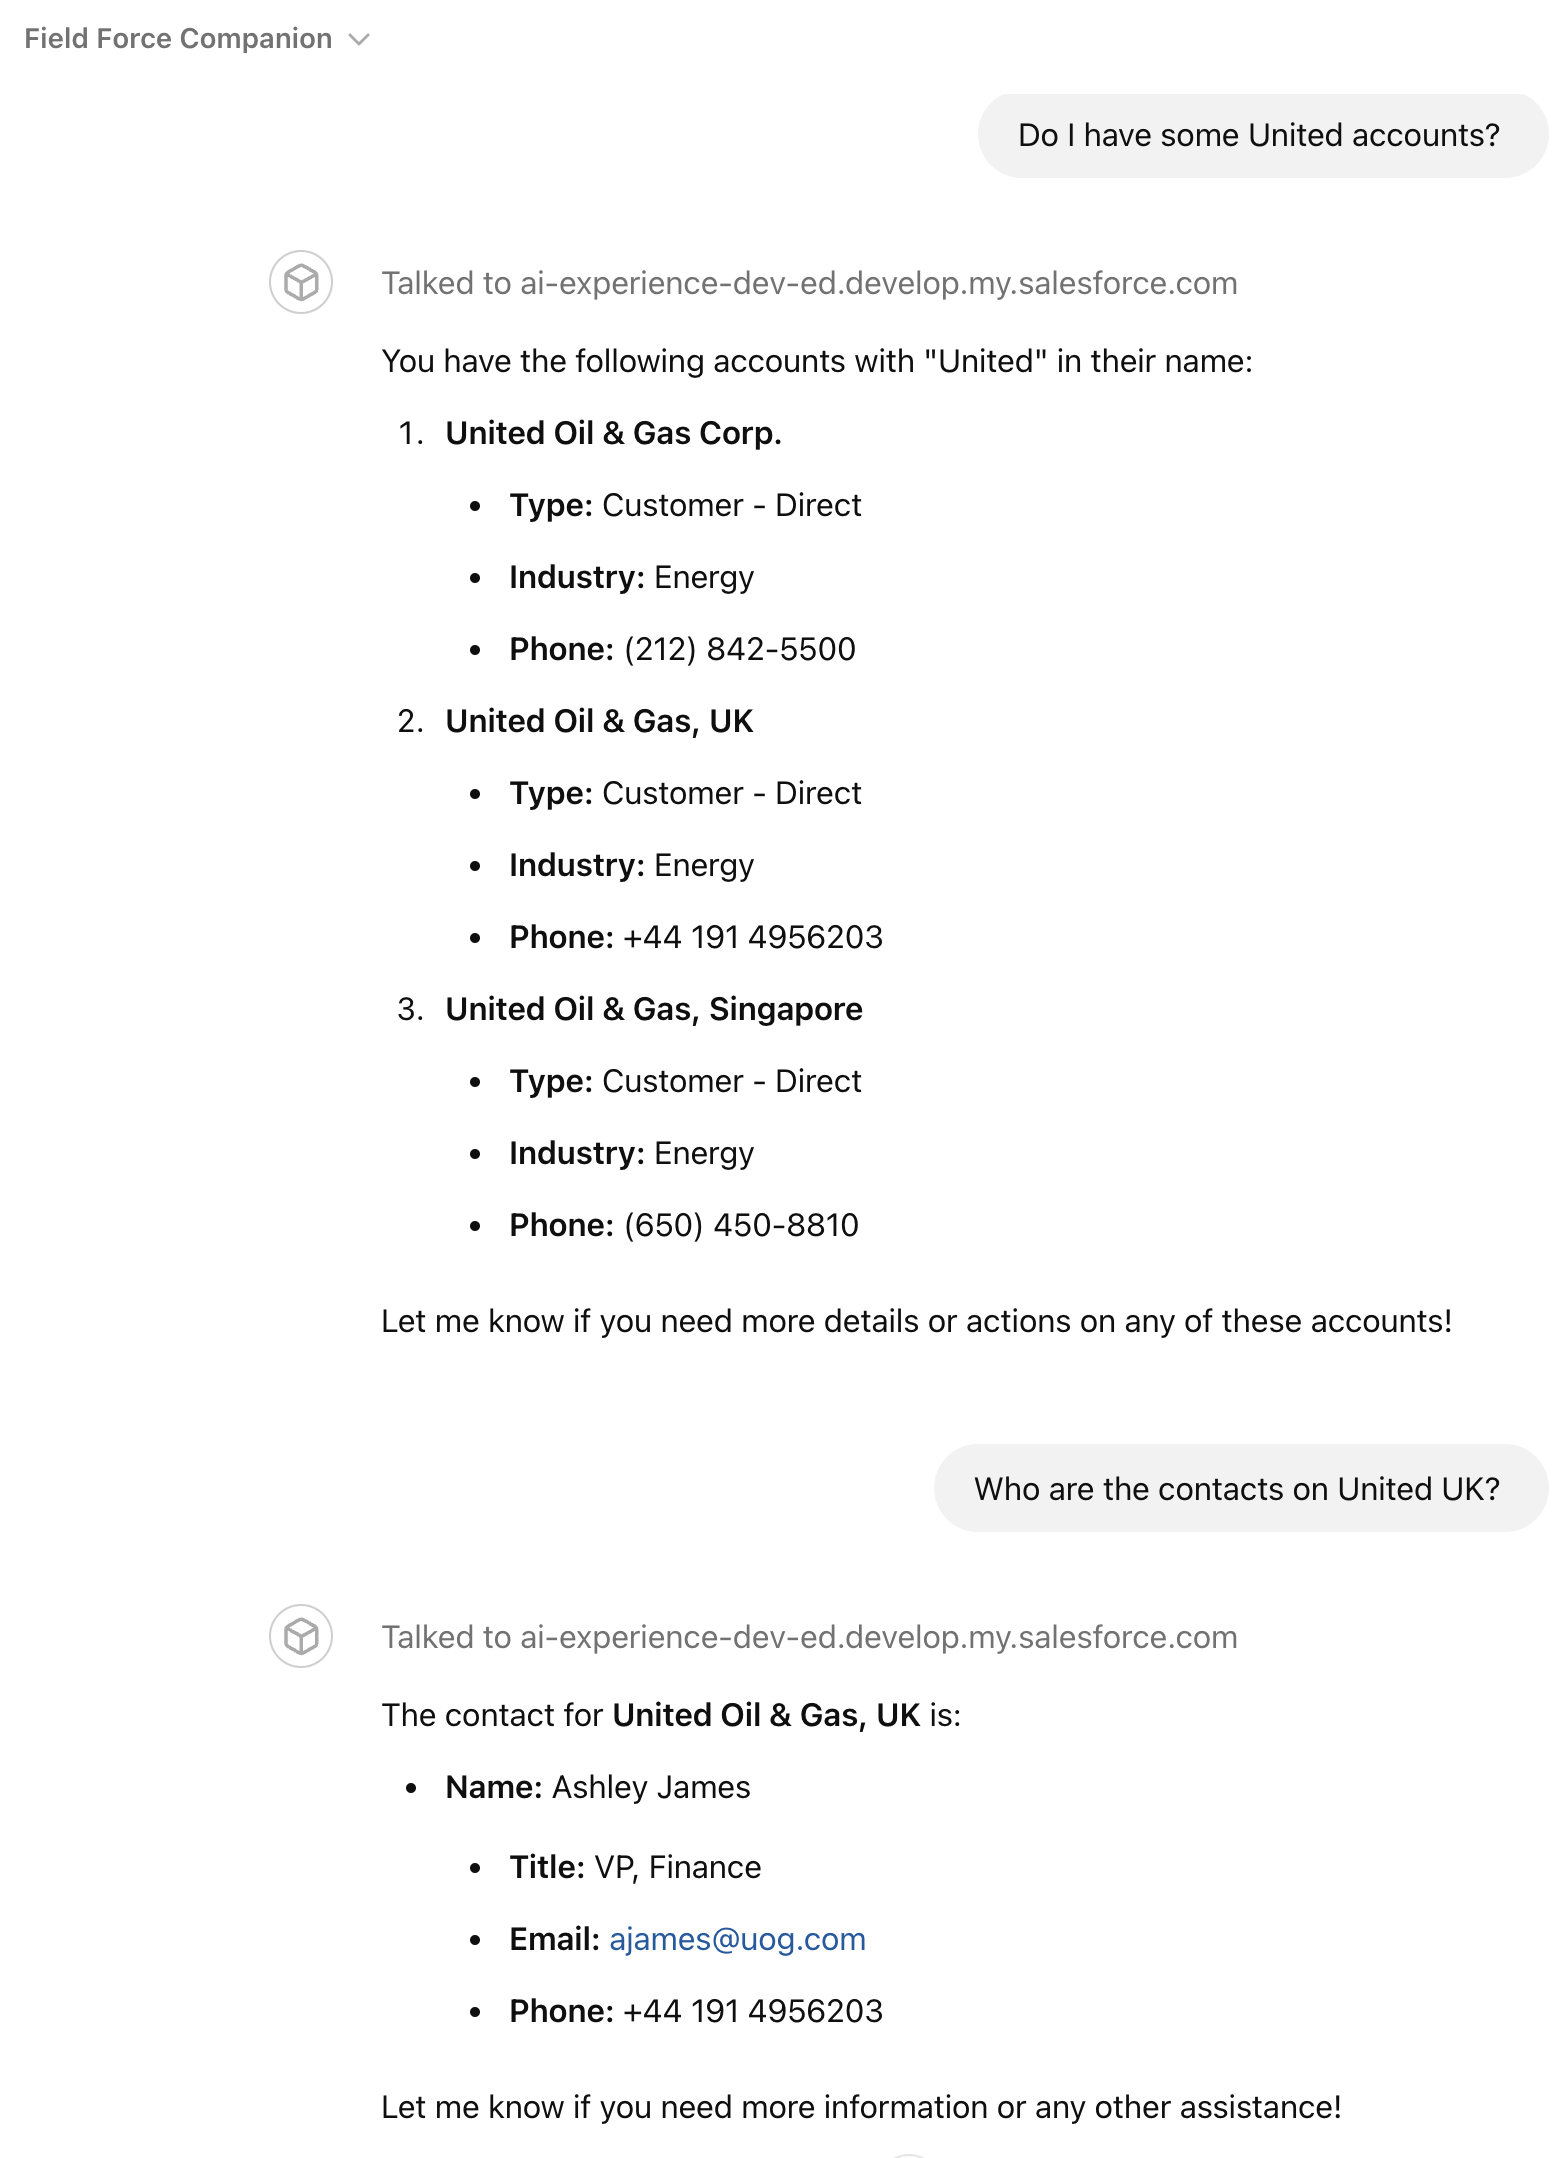 Field Force Companion
Do I have some United accounts?
Talked to ai-experience-dev-ed.develop.my.salesforce.com
You have the following accounts with "United" in their name:
1. United Oil & Gas Corp.
• Type: Customer - Direct
• Industry: Energy
• Phone: (212) 842-5500
2. United Oil & Gas, UK
• Type: Customer - Direct
• Industry: Energy
• Phone: +44 191 4956203
3. United Oil & Gas, Singapore
• Type: Customer - Direct
• Industry: Energy
• Phone: (650) 450-8810
Let me know if you need more details or actions on any of these accounts!
Who are the contacts on United UK?
Talked to ai-experience-dev-ed.develop.my.salesforce.com
The contact for United Oil & Gas, UK is:
• Name: Ashley James
• Title: VP, Finance
• Email: ajames@uog.com
• Phone: +44 191 4956203
Let me know if you need more information or any other assistance!